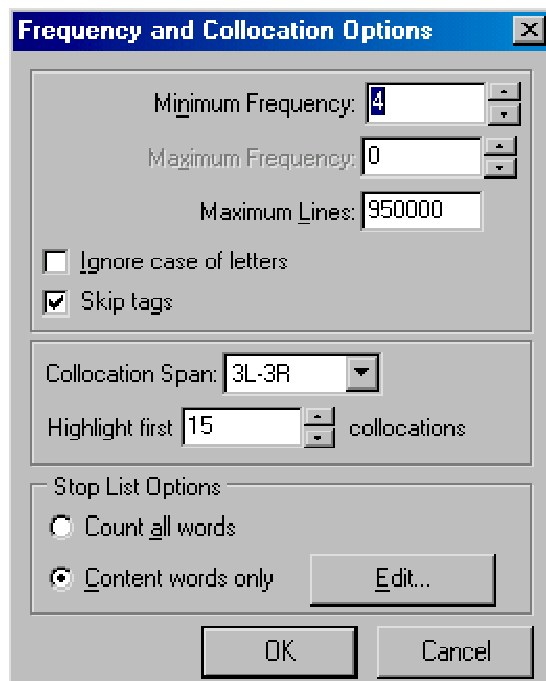 Frequency and Collocation Options
Minimum Frequency: 4
Maximum Frequency: 0
Maximum Lines: 950000
Ignore case of letters
Skip tags
Collocation Span: 3L-3R
Highlight first 15 collocations
Stop List Options
Count all words
Content words only Edit...
OK Cancel